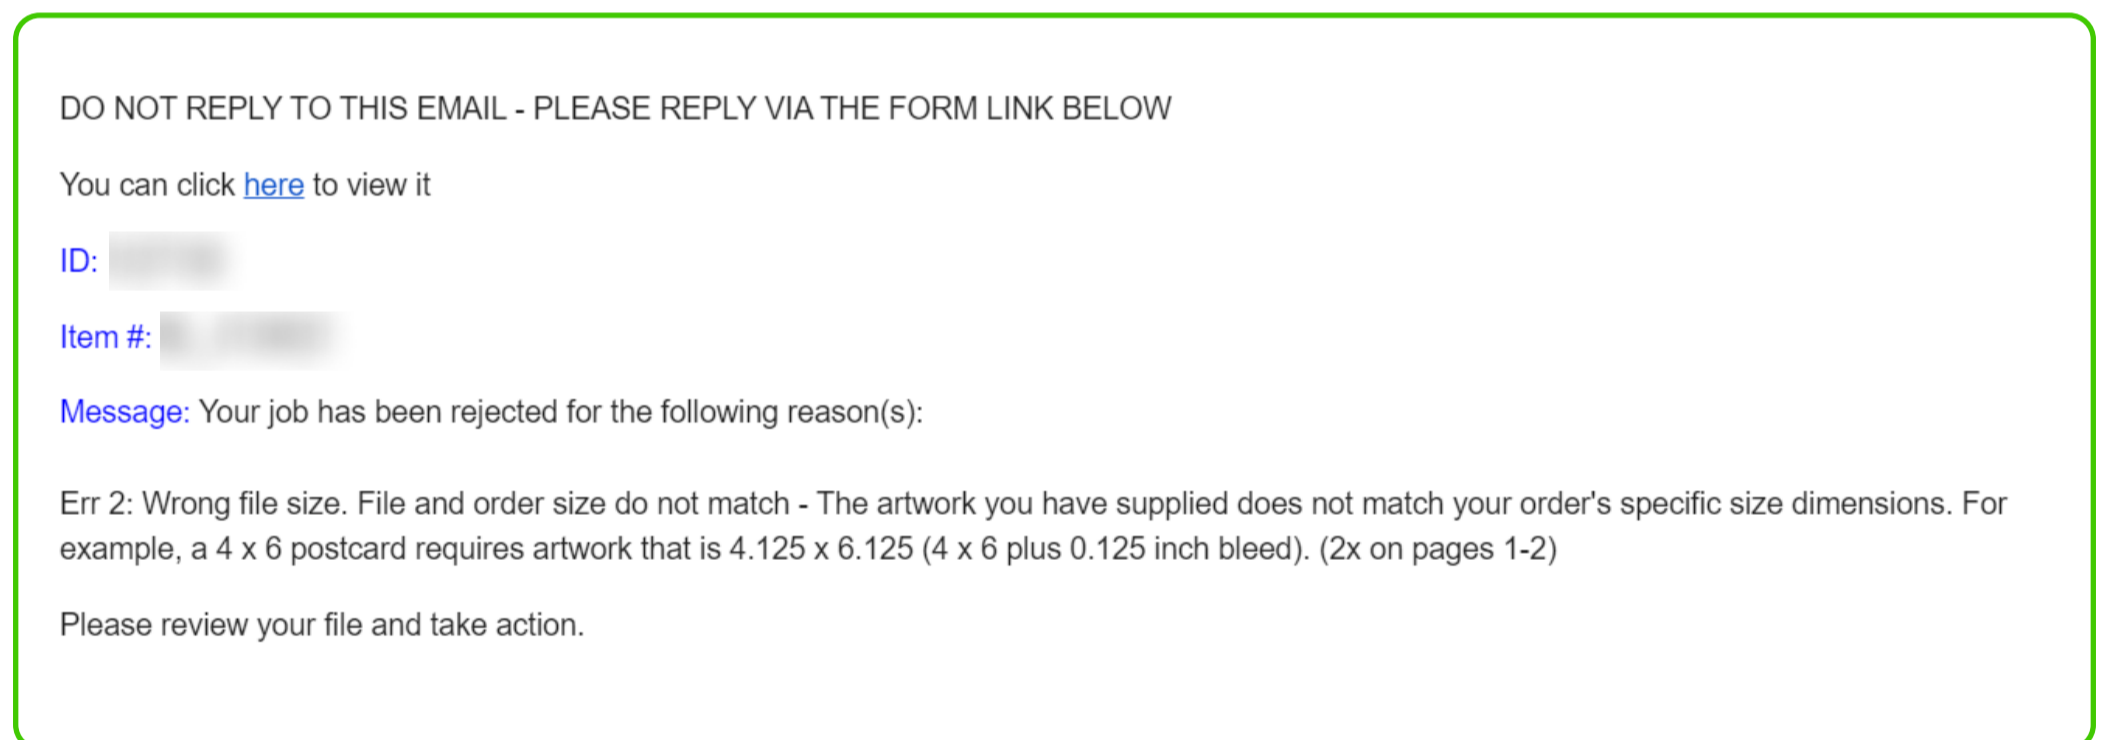 DO NOT REPLY TO THIS EMAIL - PLEASE REPLY VIA THE FORM LINK BELOW
You can click here to view it
ID:
Item #:
Message: Your job has been rejected for the following reason(s):
Err 2: Wrong file size. File and order size do not match - The artwork you have supplied does not match your order's specific size dimensions. For
example, a 4 x 6 postcard requires artwork that is 4.125 x 6.125 (4 x 6 plus 0.125 inch bleed). (2x on pages 1-2)
Please review your file and take action.